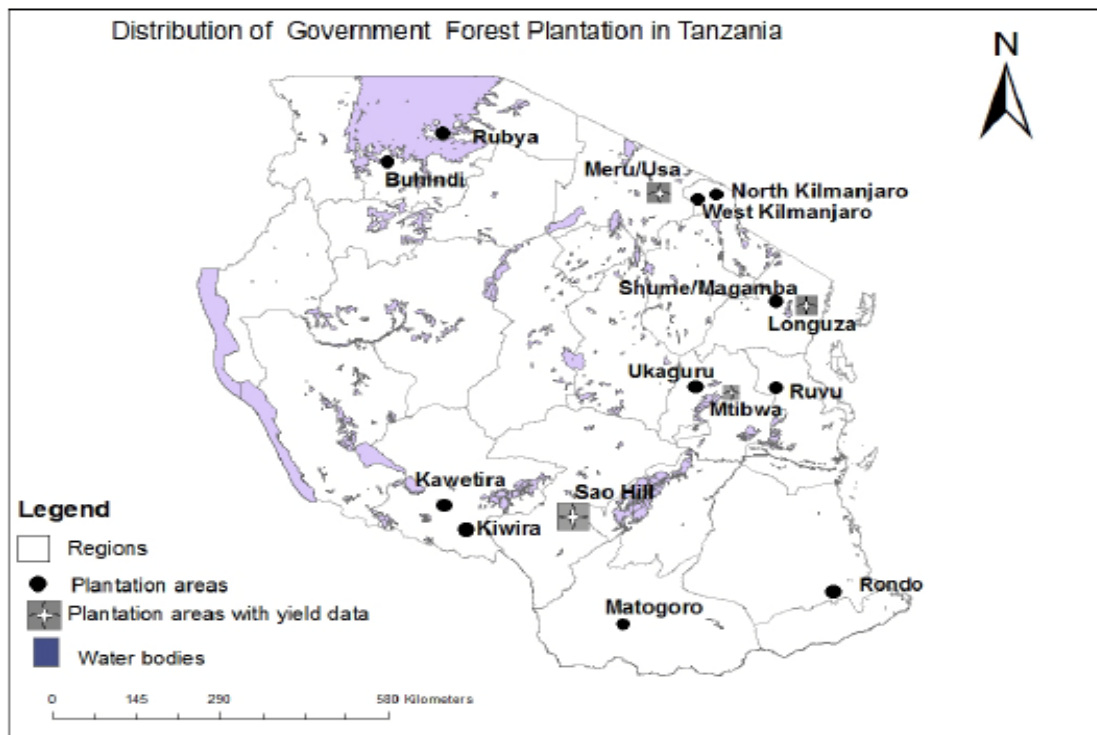 Distribution of Government Forest Plantation in Tanzania
N
Rubya
Buhindi
Meru/Usa
North Kilmanjaro
West Kilmanjaro
Shume/Magamba
Longuza
Ukaguru
Mtibwa
Ruvu
Kawetira
Sao Hill
Kiwira
Rondo
Matogoro
Legend
Regions
Plantation areas
Plantation areas with yield data
Water bodies
0 145 290 580 Kilometers